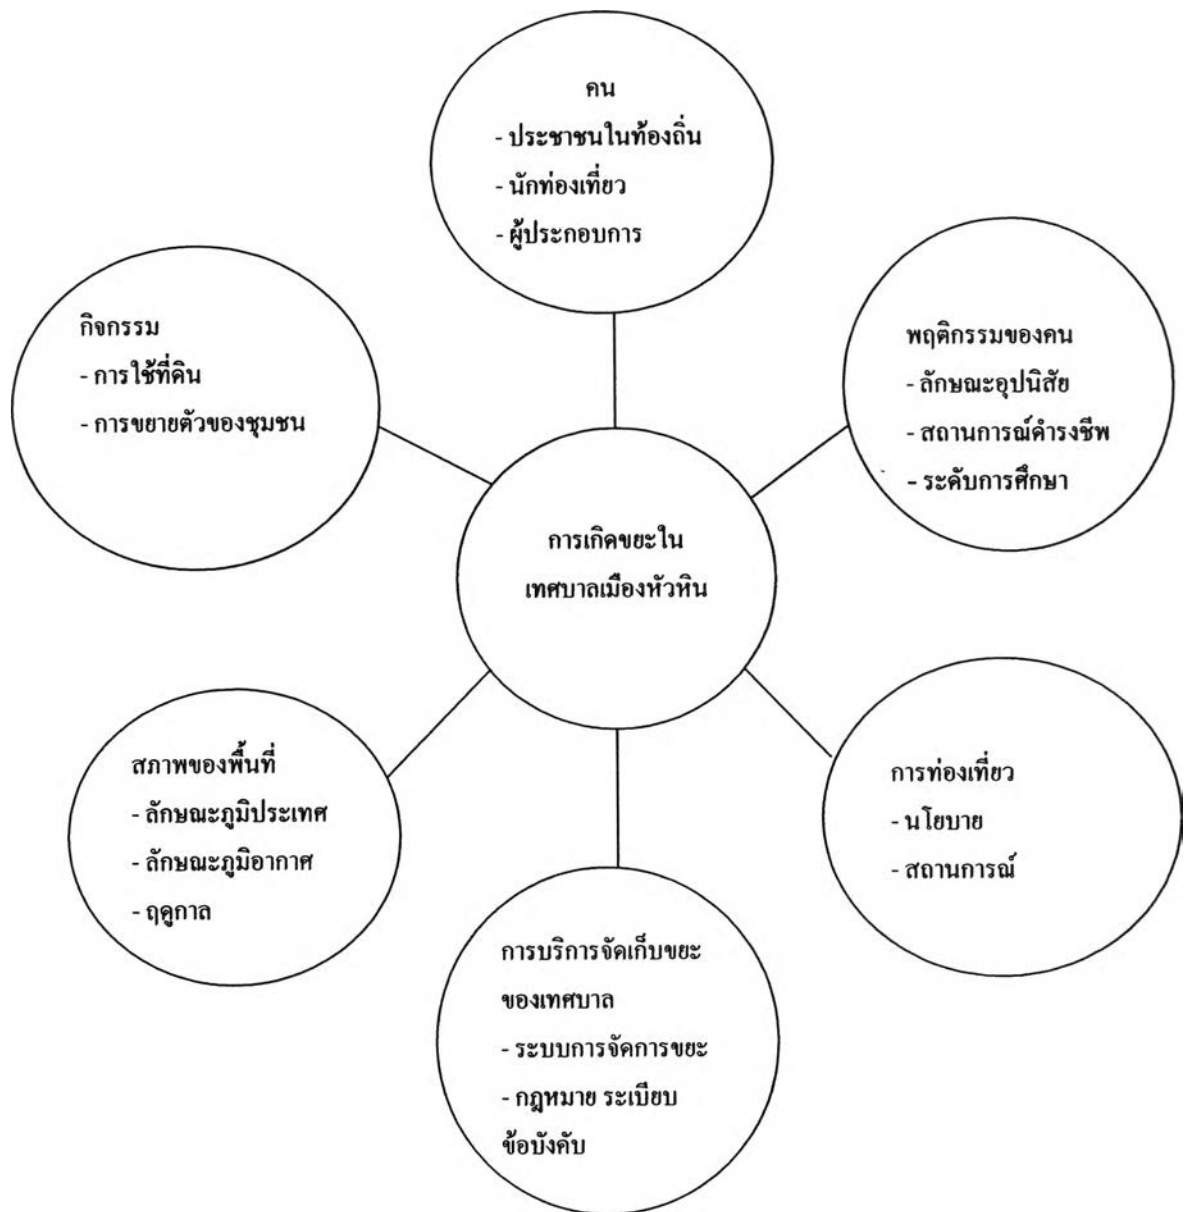 คน
- ประชาชนในท้องถิ่น
- นักท่องเที่ยว
- ผู้ประกอบการ
กิจกรรม
- การใช้ที่ดิน
- การขยายตัวของชุมชน
พฤติกรรมของคน
- ลักษณะอุปนิสัย
- สถานการณ์ดำรงชีพ
- ระดับการศึกษา
การเกิดขยะใน
เทศบาลเมืองหัวหิน
สภาพของพื้นที่
- ลักษณะภูมิประเทศ
- ลักษณะภูมิอากาศ
- ฤดูกาล
การท่องเที่ยว
- นโยบาย
- สถานการณ์
การบริการจัดเก็บขยะ
ของเทศบาล
- ระบบการจัดการขยะ
- กฎหมาย ระเบียบ
ข้อบังคับ